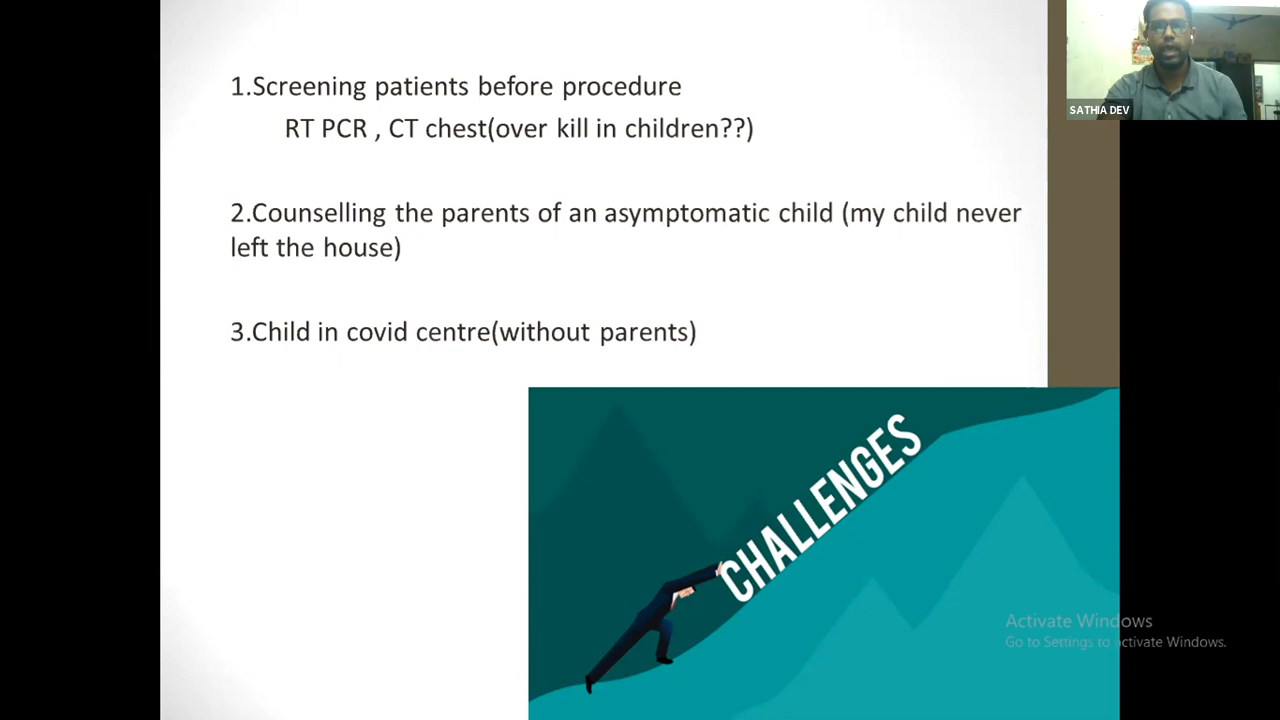 1.Screening patients before procedure
RT PCR , CT chest(over kill in children??)
2.Counselling the parents of an asymptomatic child (my child never
left the house)
3.Child in covid centre(without parents)
SATHIA DEV
CHALLENGES
Activate Windows
Go to Settings to activate Windows.